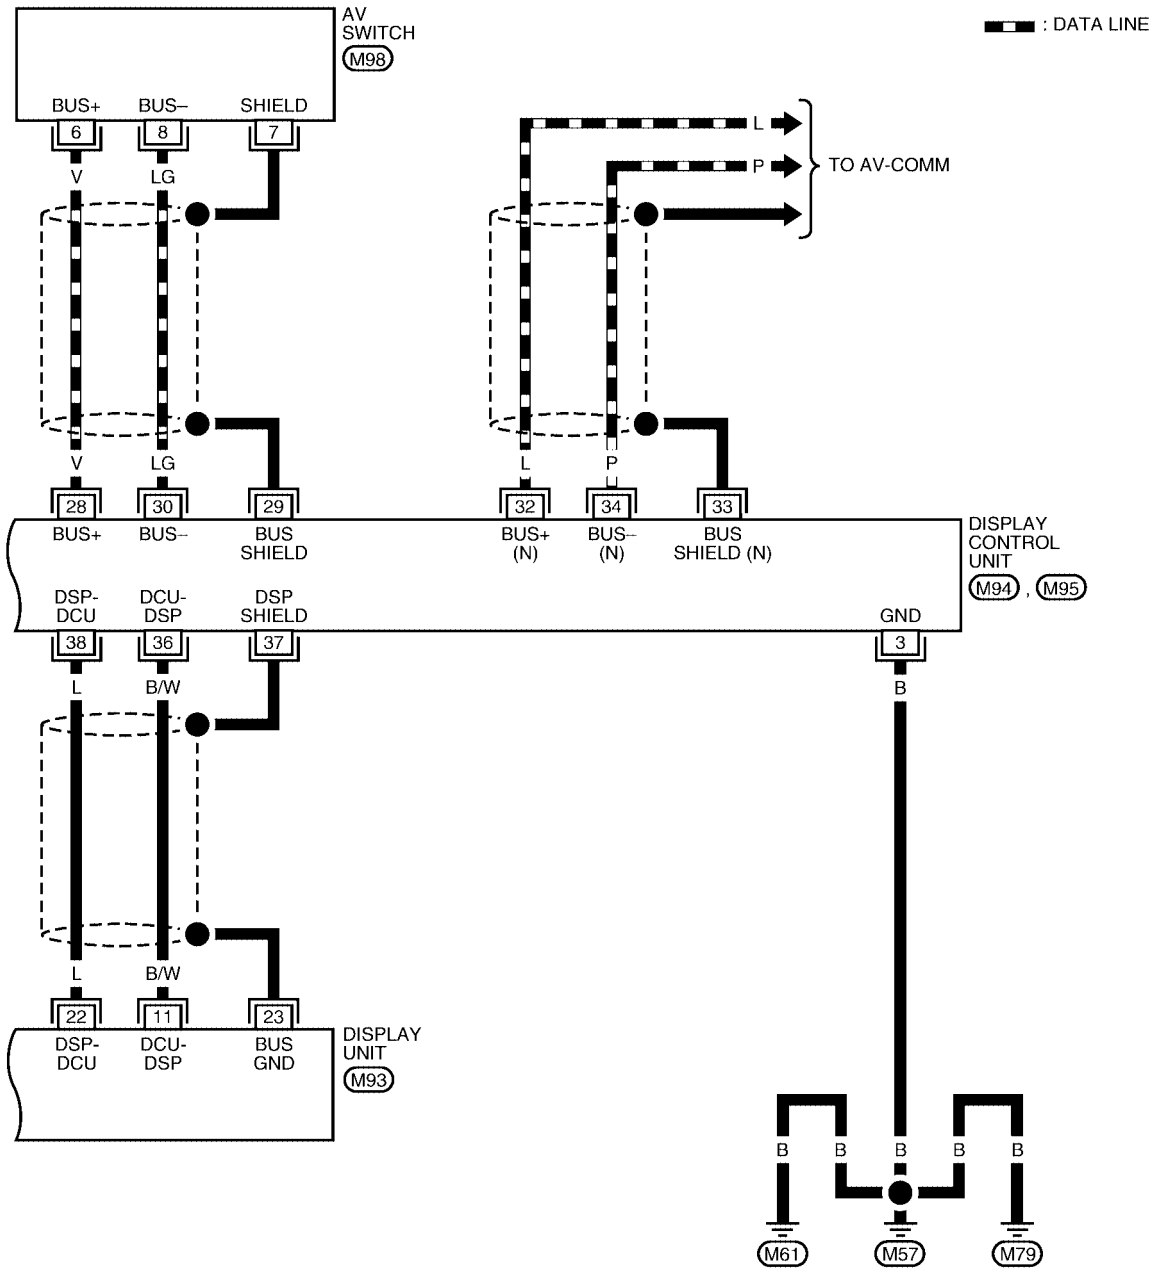 AV
SWITCH
M98
: DATA LINE
BUS+ BUS– SHIELD
6 8 7
V LG
L
P
TO AV-COMM
V LG
L P
28 30 29 32 34 33
BUS+ BUS– BUS
SHIELD
BUS+
(N)
BUS–
(N)
BUS
SHIELD (N)
DISPLAY
CONTROL
UNIT
M94 , M95
DSP-
DCU
DCU-
DSP
DSP
SHIELD
GND
38 36 37 3
L B/W B
L B/W
22 11 23
DSP-
DCU
DCU-
DSP
BUS
GND
DISPLAY
UNIT
M93
B B B B B
M61 M57 M79